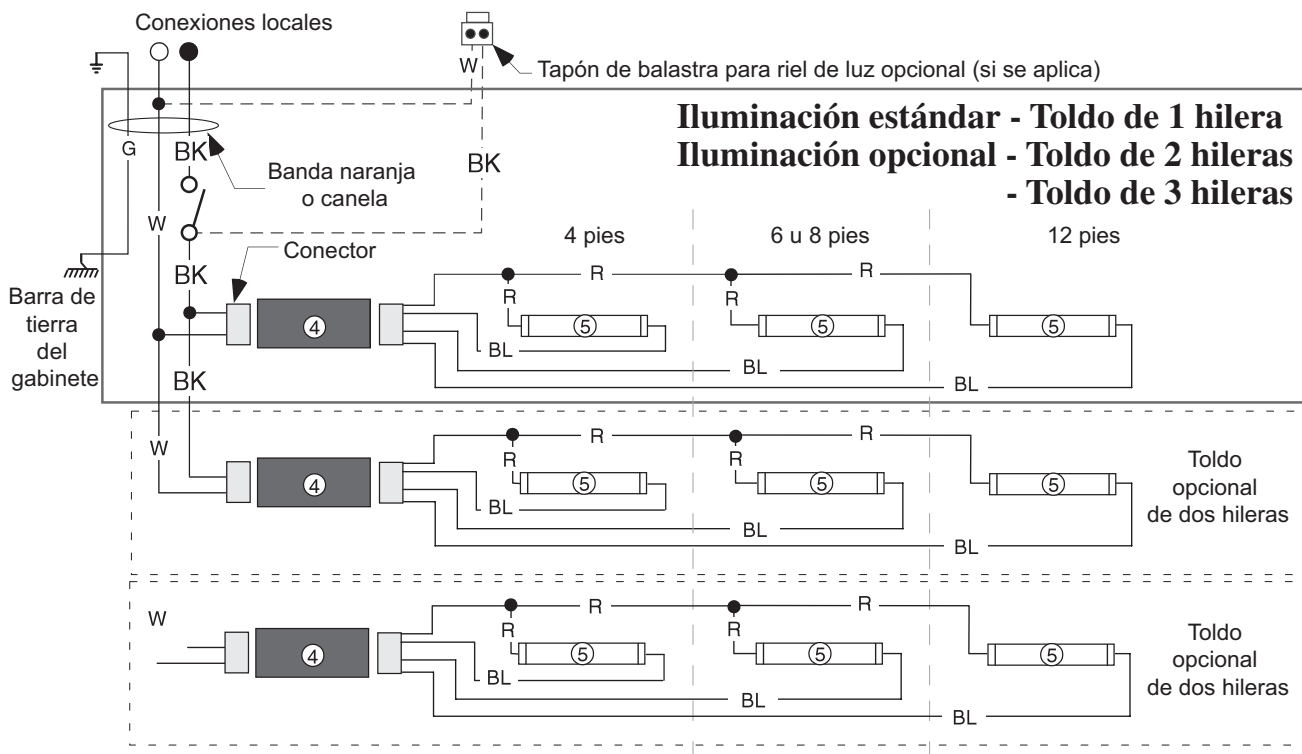 Conexiones locales
W
Tapón de balastra para riel de luz opcional (si se aplica)
Iluminación estándar - Toldo de 1 hilera
Iluminación opcional - Toldo de 2 hileras
- Toldo de 3 hileras
G
BK
BK
Banda naranja
o canela
W
4 pies
6 u 8 pies
12 pies
Conector
BK
Barra de
tierra
del
gabinete
R
R
R
R
4
5
5
5
BL
BL
BL
BK
W
R
R
R
R
4
5
5
5
BL
BL
BL
Toldo
opcional
de dos hileras
W
R
R
R
R
4
5
5
5
BL
BL
BL
Toldo
opcional
de dos hileras